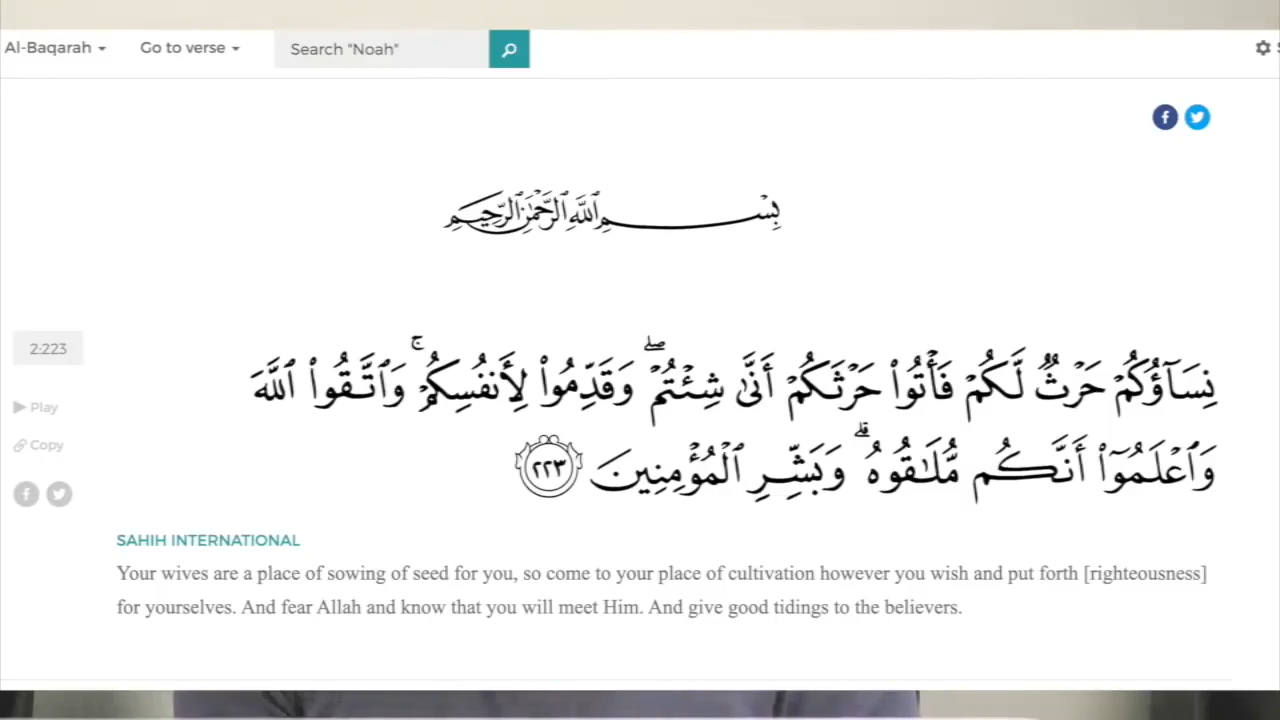 Al-Baqarah Go to verse Search "Noah" S
بِسْمِ ٱللَّهِ ٱلرَّحْمَٰنِ ٱلرَّحِيمِ
2:223
نِسَآؤُكُمْ حَرْثٌ لَّكُمْ فَأْتُوا۟ حَرْثَكُمْ أَنَّىٰ شِئْتُمْ ۖ وَقَدِّمُوا۟ لِأَنفُسِكُمْ ۚ وَٱتَّقُوا۟ ٱللَّهَ
Play
Copy
وَٱعْلَمُوٓا۟ أَنَّكُم مُّلَـٰقُوهُ ۗ وَبَشِّرِ ٱلْمُؤْمِنِينَ ٢٢٣
SAHIH INTERNATIONAL
Your wives are a place of sowing of seed for you, so come to your place of cultivation however you wish and put forth [righteousness]
for yourselves. And fear Allah and know that you will meet Him. And give good tidings to the believers.